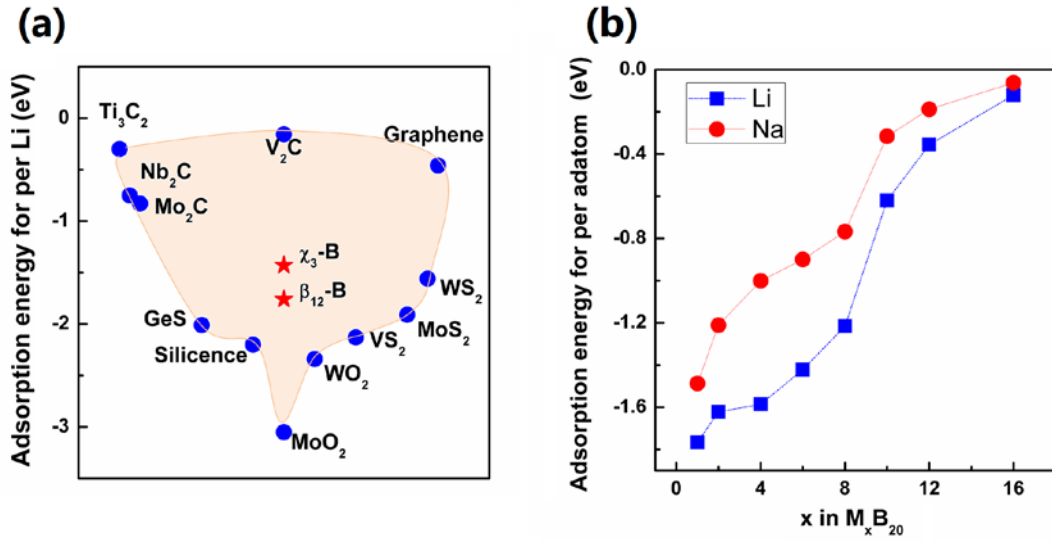 (a)
Adsorption energy for per Li (eV)
0
-1
-2
-3
Ti₃C₂
V₂C
Graphene
Nb₂C
Mo₂C
χ₃-B
β₁₂-B
WS₂
GeS
MoS₂
Silicence
VS₂
WO₂
MoO₂
(b)
Adsorption energy for per adatom (eV)
0.0
-0.4
-0.8
-1.2
-1.6
Li
Na
0 4 8 12 16
x in MₓB₂₀